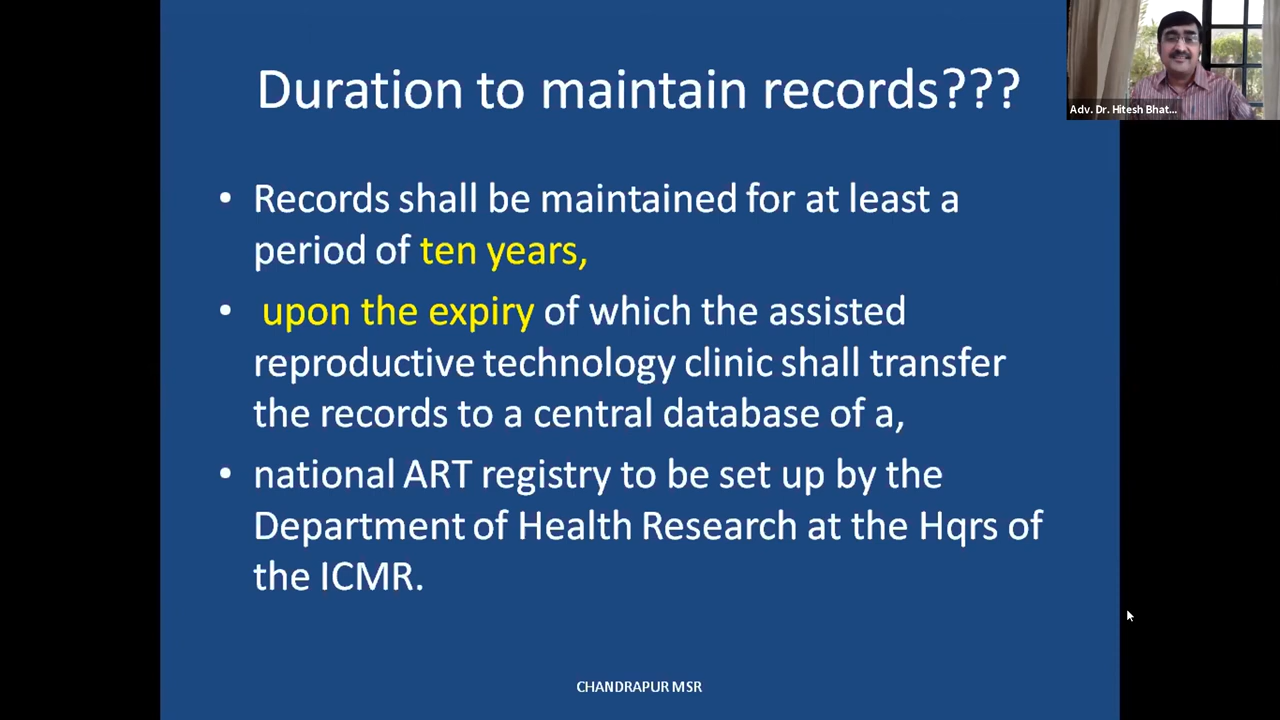 Duration to maintain records???
Adv. Dr. Hitesh Bhat...
• Records shall be maintained for at least a
period of ten years,
• upon the expiry of which the assisted
reproductive technology clinic shall transfer
the records to a central database of a,
• national ART registry to be set up by the
Department of Health Research at the Hqrs of
the ICMR.
CHANDRAPUR MSR